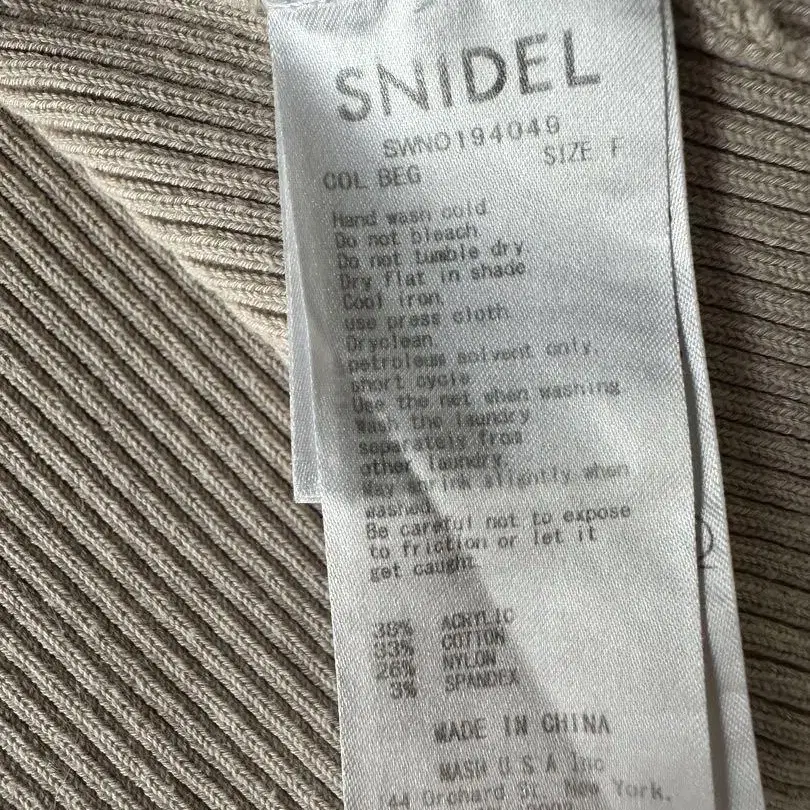 SNIDEL
SWNO194049
COL BEG SIZE F
Hand wash cold
Do not bleach
Do not tumble dry
Dry flat in shade
Cool iron
use press cloth
Dryclean
petroleum solvent only,
short cycle
Use the net when washing
Wash the laundry
separately from
other laundry.
May shrink slightly when
washed
Be careful not to expose
to friction or let it
get caught.
ACRYLIC
33% COTTON
26% NYLON
3% SPANDEX
MADE IN CHINA
MASH U S A Inc
44 Orchard St. New York,